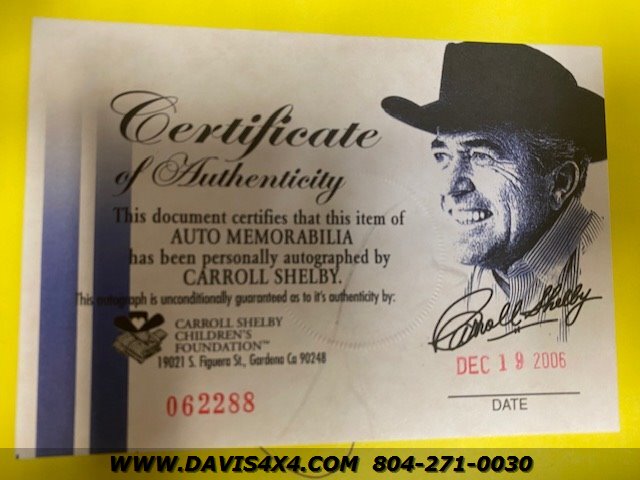 Certificate
of Authenticity
This document certifies that this item of
AUTO MEMORABILIA
has been personally autographed by
CARROLL SHELBY.
This autograph is unconditionally guaranteed as to it's authenticity by:
CARROLL SHELBY
CHILDREN'S
FOUNDATION™
19021 S. Figuera St., Gardena Ca 90248
062288
Carroll Shelby
DEC 19 2006
DATE
WWW.DAVIS4X4.COM 804-271-0030